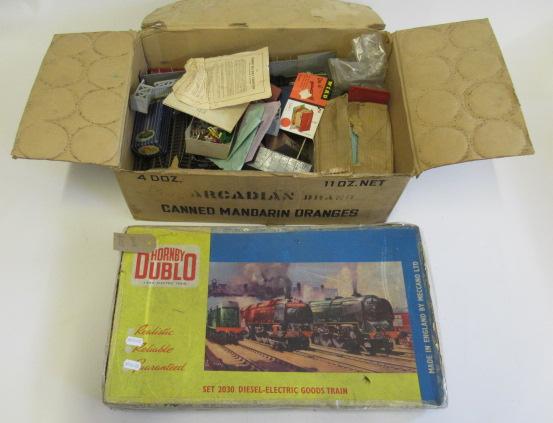 4 DOZ.
11 OZ. NET
ARCADIAN BRAND
CANNED MANDARIN ORANGES
HORNBY
DUBLO
Realistic
Reliable
Guaranteed
SET 2030 DIESEL-ELECTRIC GOODS TRAIN
MADE IN ENGLAND BY MECCANO LTD